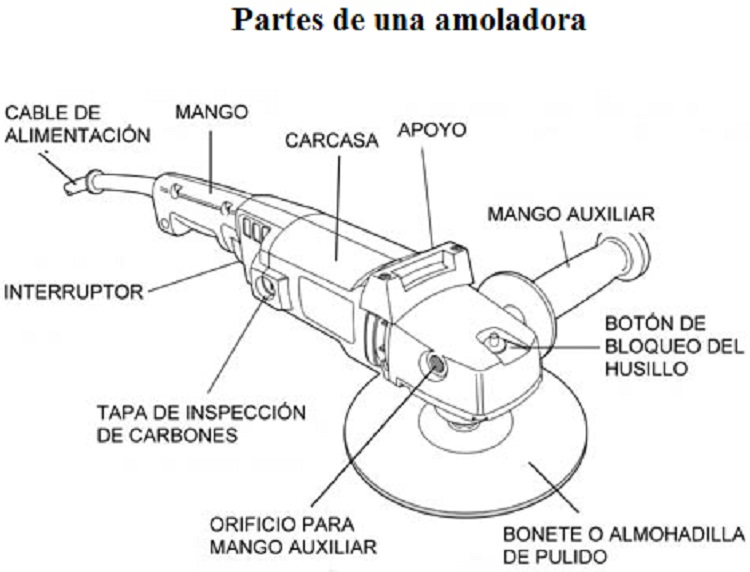 Partes de una amoladora
CABLE DE
ALIMENTACIÓN
MANGO
CARCASA
APOYO
MANGO AUXILIAR
INTERRUPTOR
BOTÓN DE
BLOQUEO DEL
HUSILLO
TAPA DE INSPECCIÓN
DE CARBONES
ORIFICIO PARA
MANGO AUXILIAR
BONETE O ALMOHADILLA
DE PULIDO